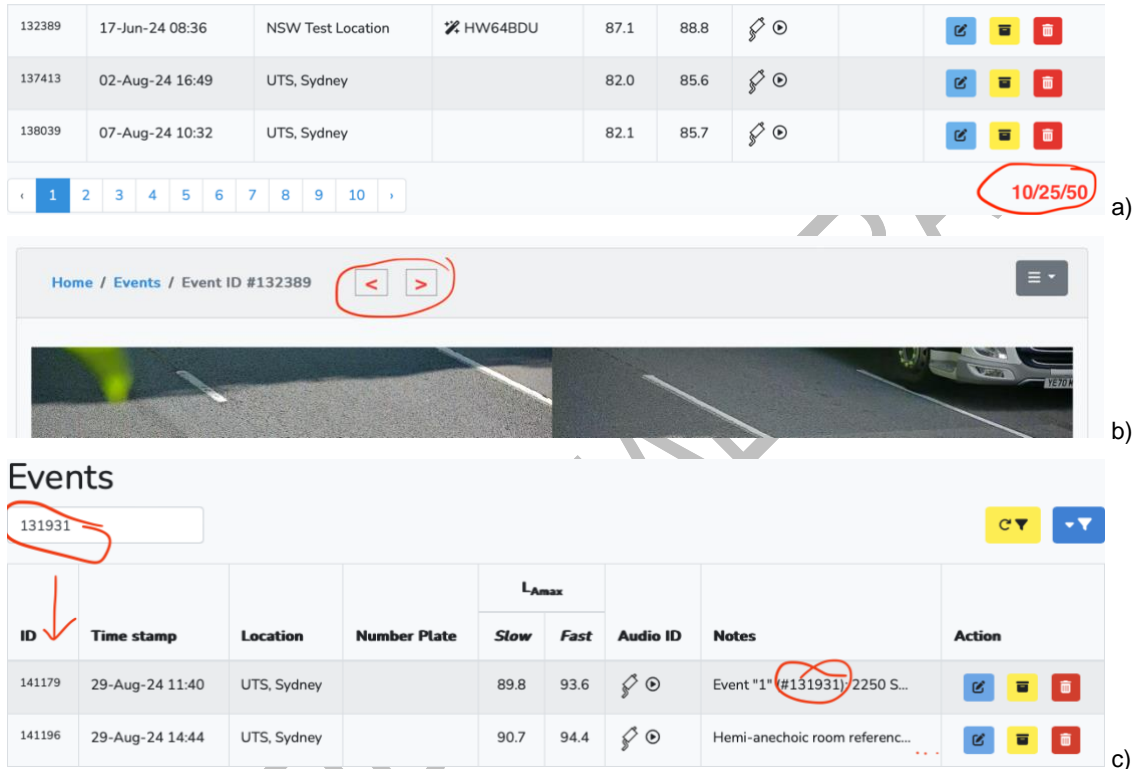 132389 17-Jun-24 08:36 NSW Test Location HW64BDU 87.1 88.8
137413 02-Aug-24 16:49 UTS, Sydney 82.0 85.6
138039 07-Aug-24 10:32 UTS, Sydney 82.1 85.7
‹ 1 2 3 4 5 6 7 8 9 10 › 10/25/50 a)
Home / Events / Event ID #132389 < >
YE70 K
b)
Events
131931
LAmax
ID Time stamp Location Number Plate Slow Fast Audio ID Notes Action
141179 29-Aug-24 11:40 UTS, Sydney 89.8 93.6 Event "1" (#131931); 2250 S...
141196 29-Aug-24 14:44 UTS, Sydney 90.7 94.4 Hemi-anechoic room referenc...
c)